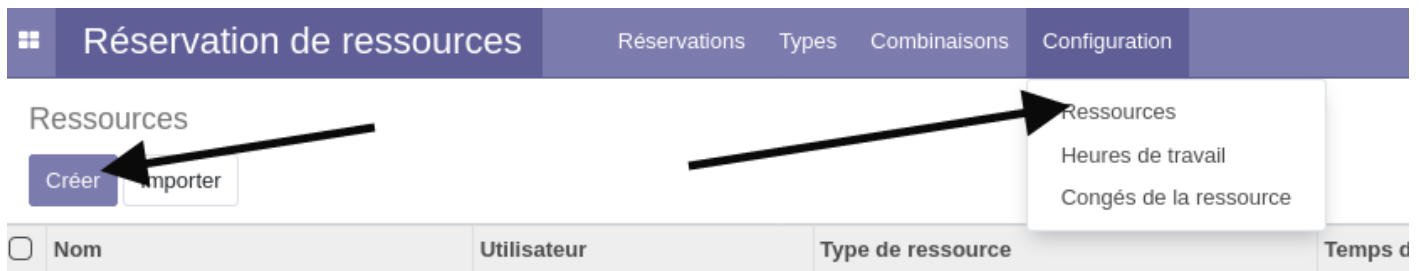 Réservation de ressources Réservations Types Combinaisons Configuration
Ressources
Ressources
Heures de travail
Congés de la ressource
Créer Importer
Nom Utilisateur Type de ressource Temps d